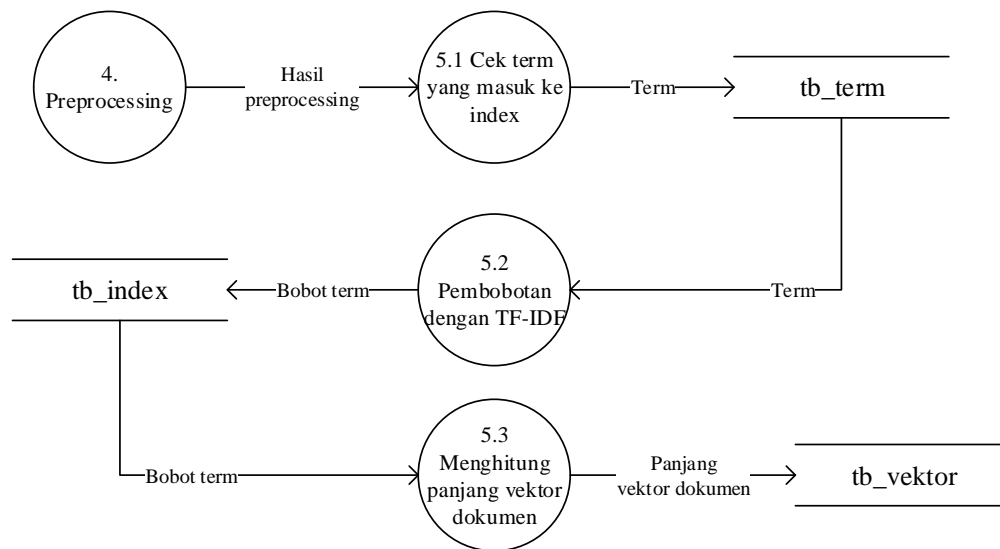 4.
Preprocessing
Hasil
preprocessing
5.1 Cek term
yang masuk ke
index
Term
tb_term
tb_index
Bobot term
5.2
Pembobotan
dengan TF-IDF
Term
Bobot term
5.3
Menghitung
panjang vektor
dokumen
Panjang
vektor dokumen
tb_vektor